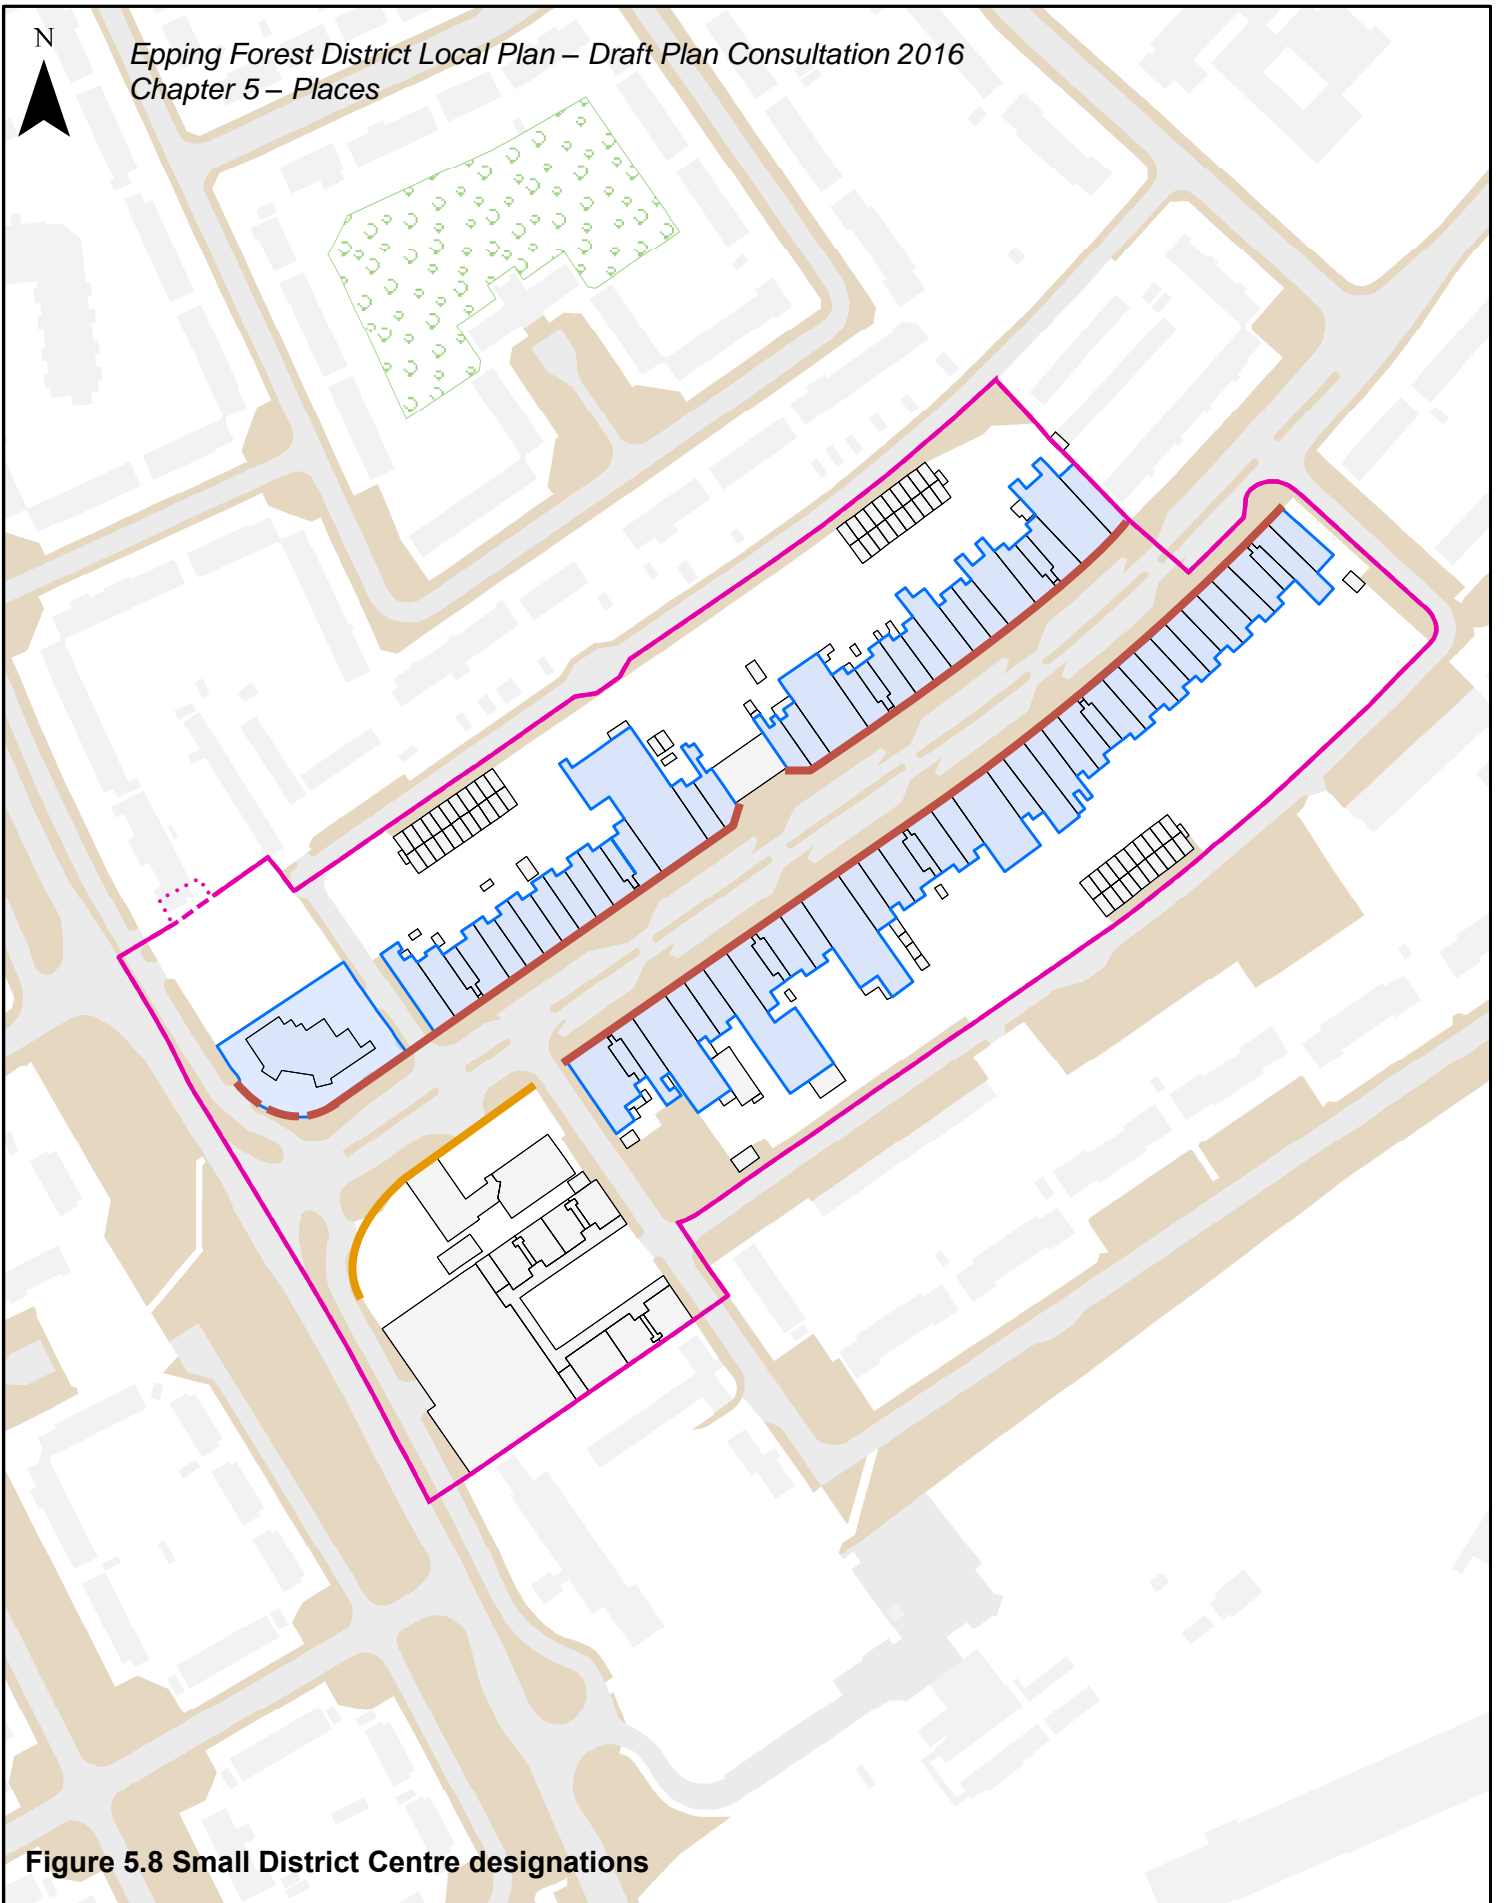 N
Epping Forest District Local Plan – Draft Plan Consultation 2016
Chapter 5 – Places
Figure 5.8 Small District Centre designations